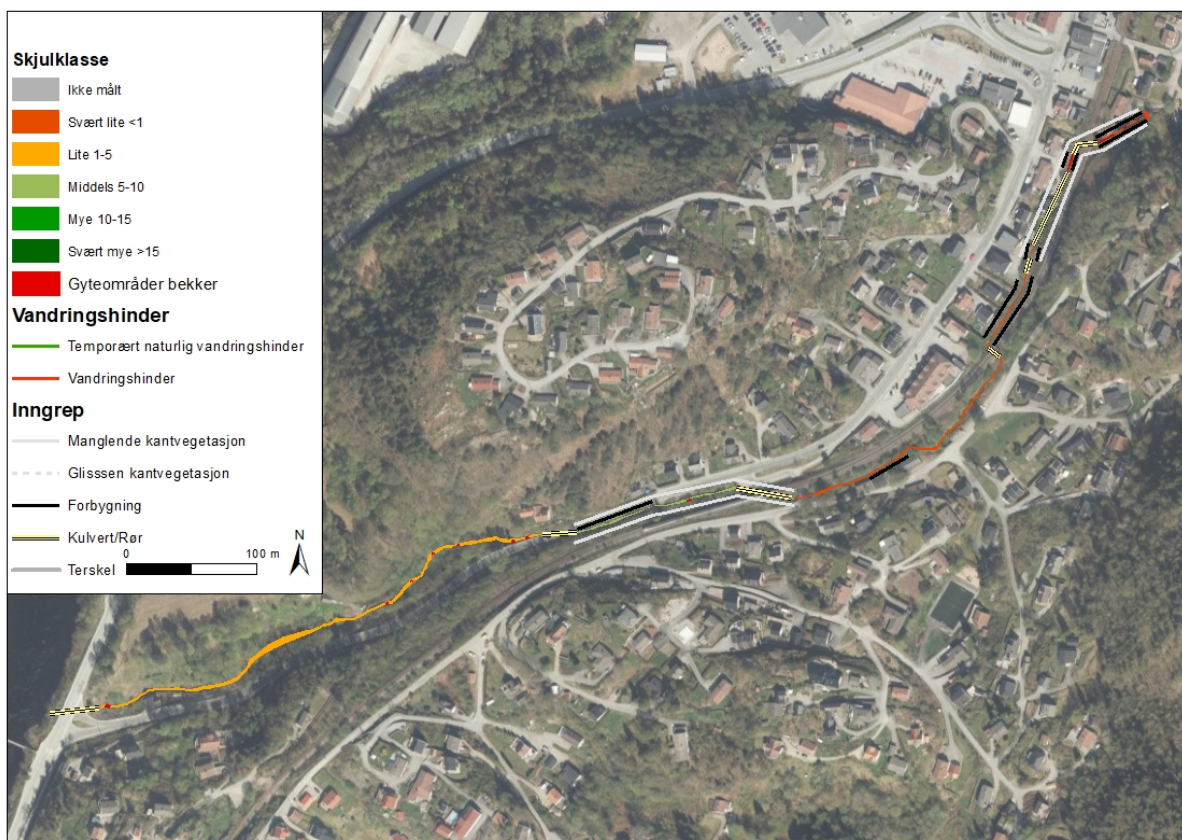 Skjulklasse
Ikke målt
Svært lite <1
Lite 1-5
Middels 5-10
Mye 10-15
Svært mye >15
Gyteområder bekker
Vandringshinder
Temporært naturlig vandringshinder
Vandringshinder
Inngrep
Manglende kantvegetasjon
Glisssen kantvegetasjon
Forbygning
Kulvert/Rør
Terskel
0 100 m
N